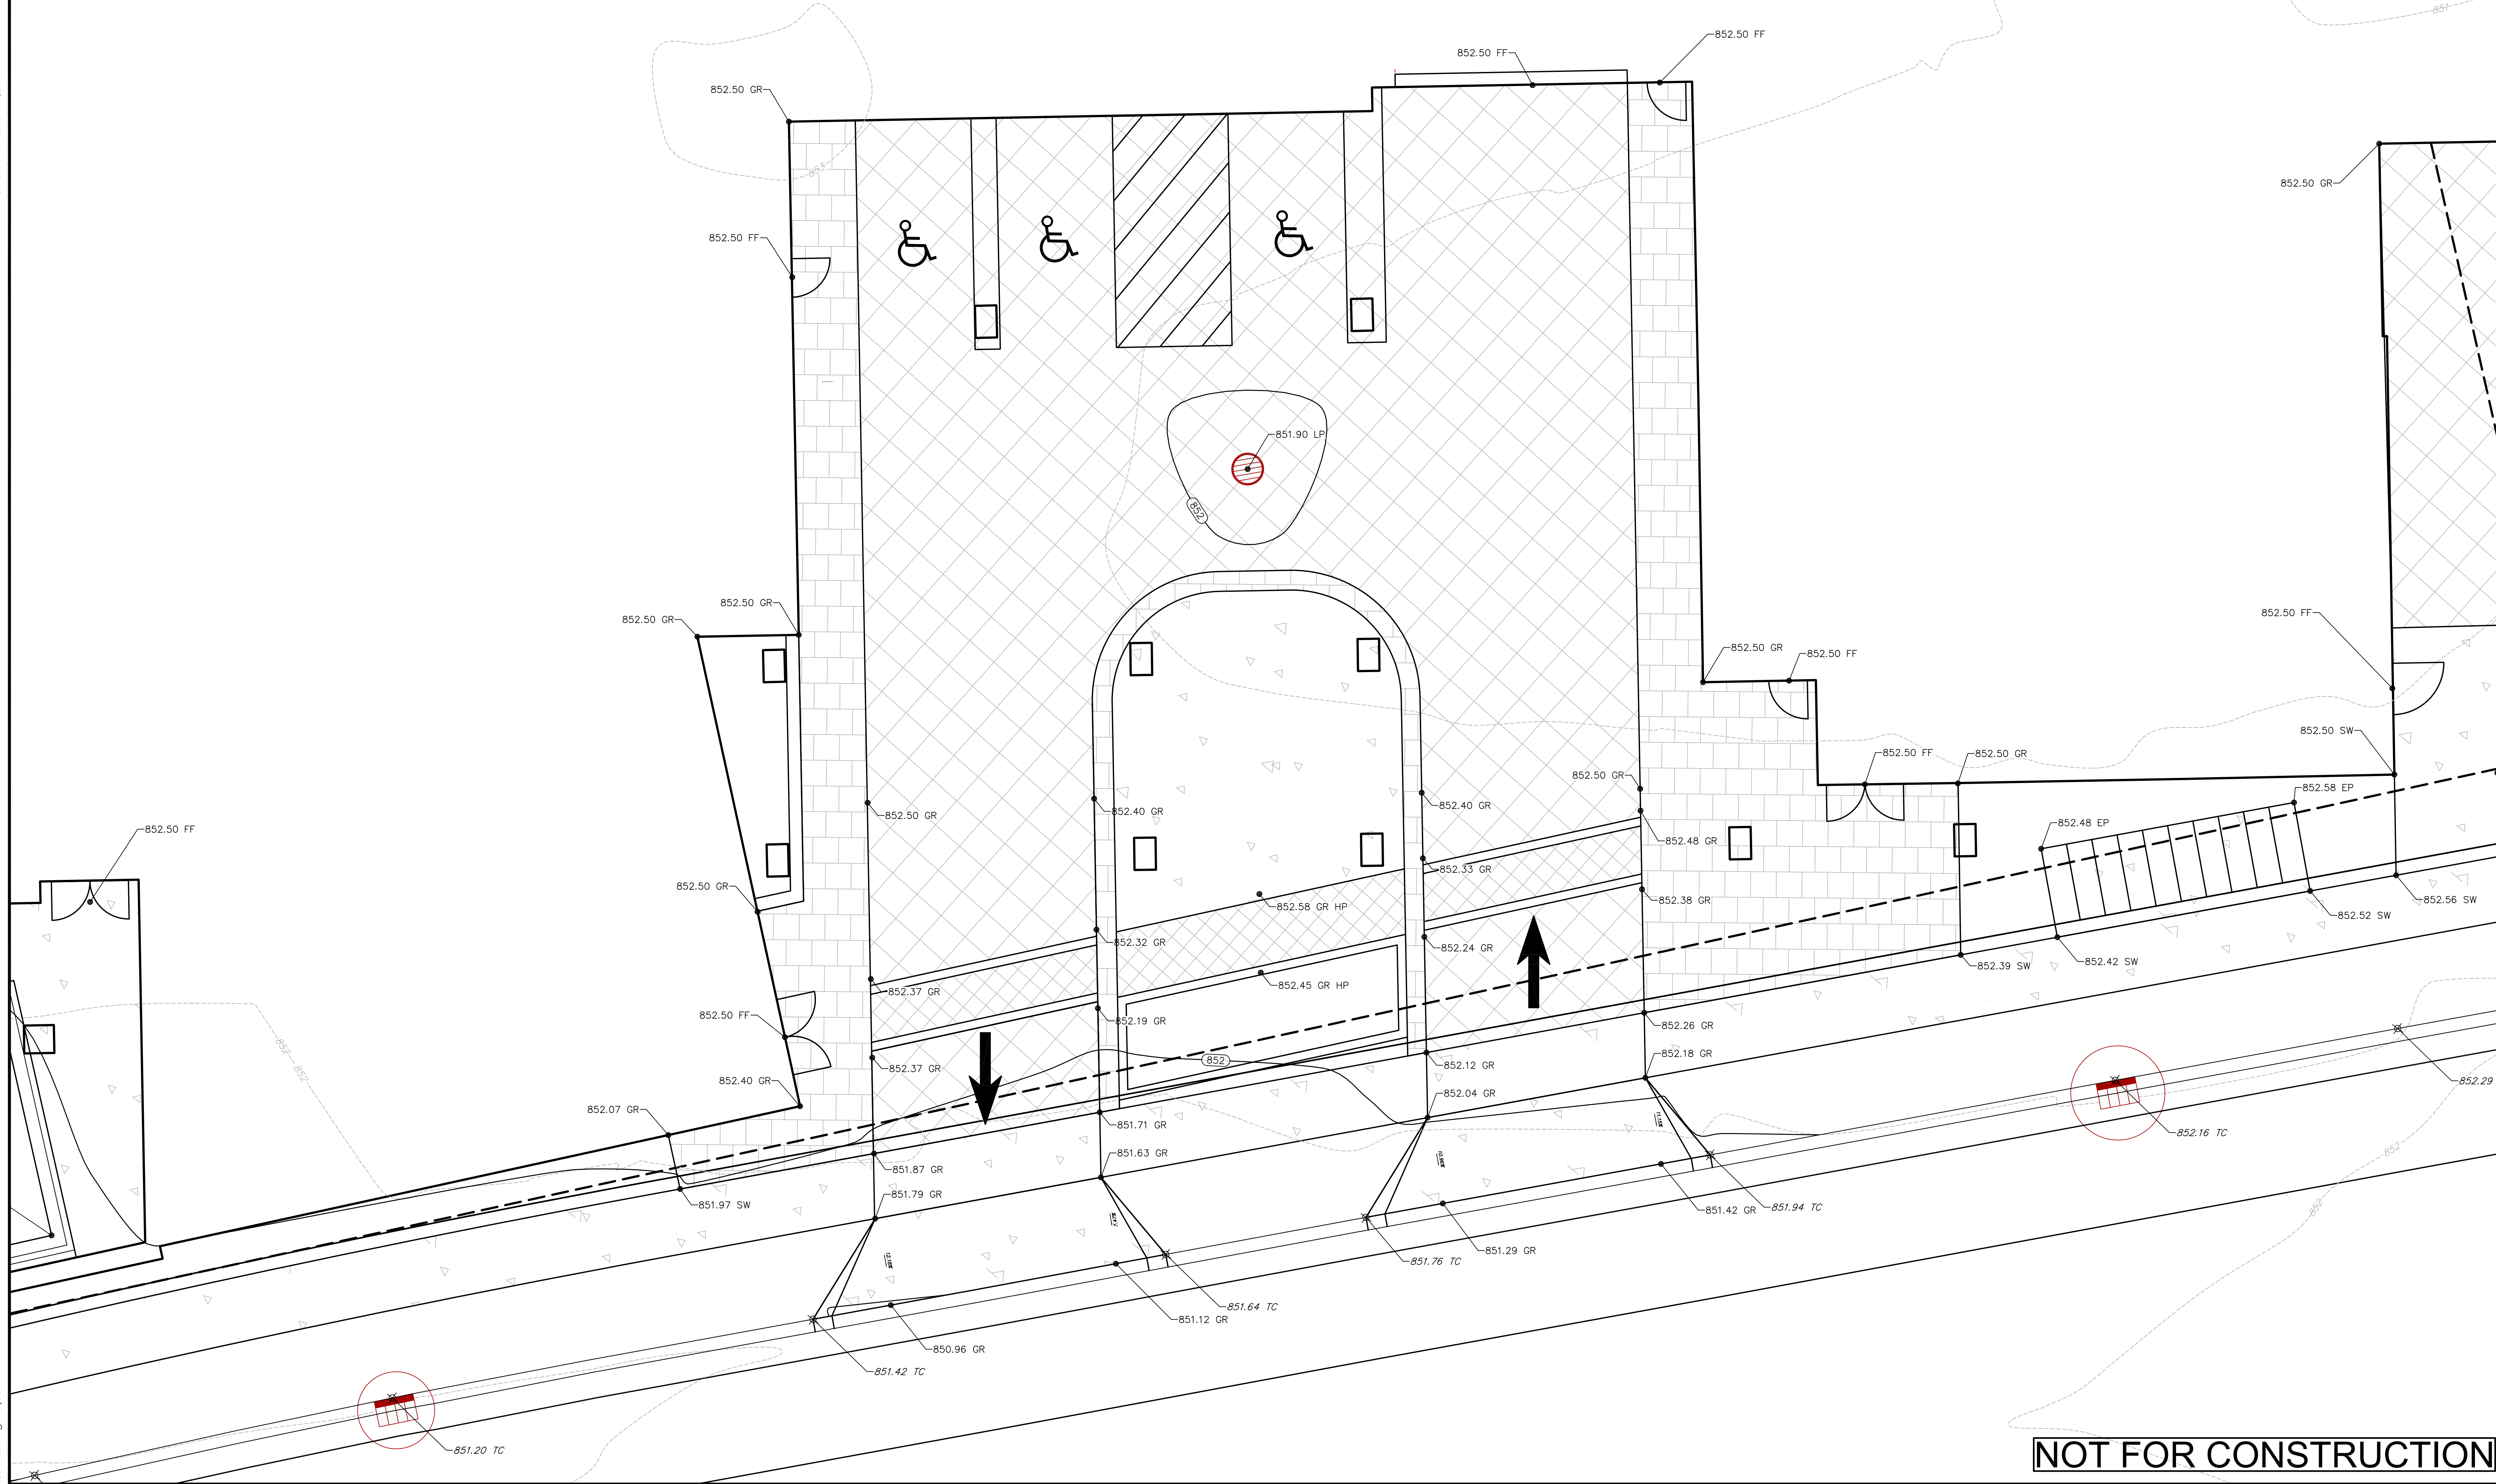 851
852.50 FF
852.50 FF
852.50 GR
853
852.50 GR
852.50 FF
851.90 LP
852
852.50 GR
852.50 GR
852.50 FF
852.50 GR
852.50 FF
852.50 SW
852.50 FF
852.50 GR
852.50 GR
852.58 EP
852.40 GR
852.40 GR
852.50 GR
852.48 EP
852.50 FF
852.48 GR
852.33 GR
852.50 GR
852.58 GR HP
852.38 GR
852.56 SW
852.52 SW
852.32 GR
852.24 GR
852.42 SW
852.39 SW
852.45 GR HP
852.37 GR
852.50 FF
852.19 GR
852.26 GR
852
852
852.12 GR
852.18 GR
852.37 GR
852.40 GR
852.04 GR
852.29
852.07 GR
851.71 GR
852.16 TC
852
851.63 GR
851.87 GR
851.97 SW
851.79 GR
852
851.94 TC
851.42 GR
851.29 GR
851.76 TC
851.64 TC
851.12 GR
850.96 GR
851.42 TC
851.20 TC
NOT FOR CONSTRUCTION